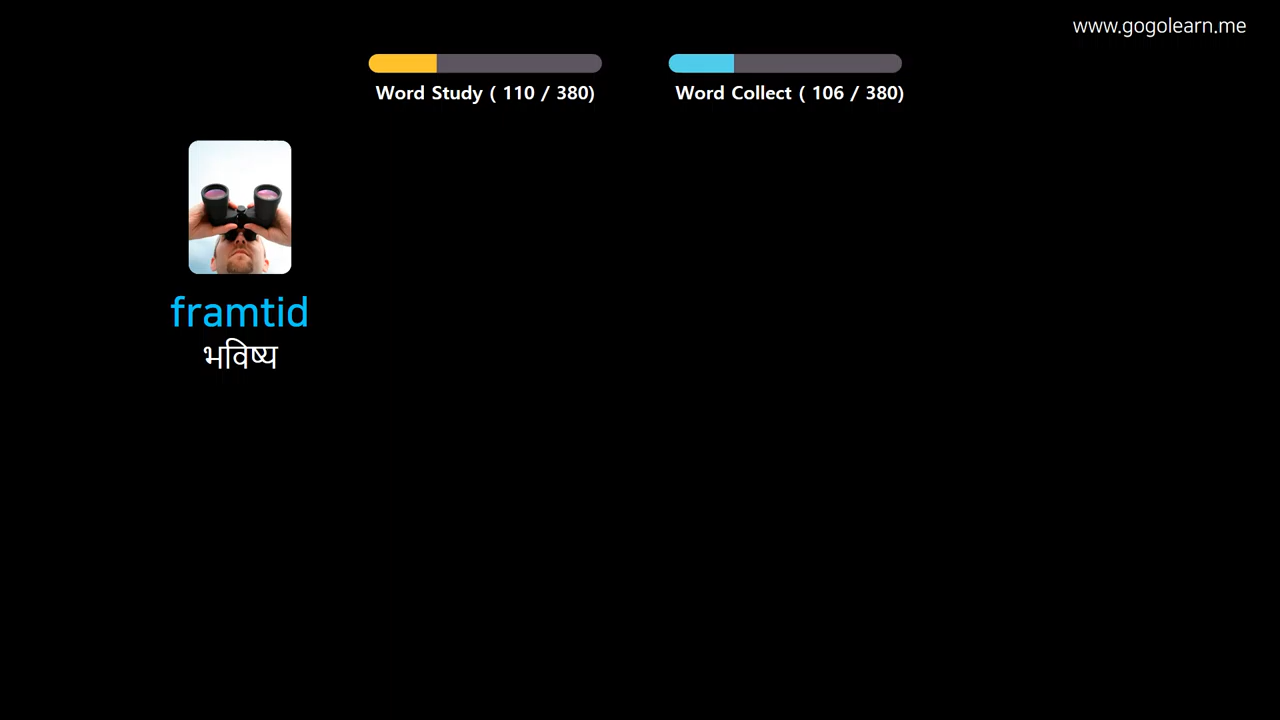 www.gogolearn.me
Word Study ( 110 / 380)
Word Collect ( 106 / 380)
framtid
भविष्य